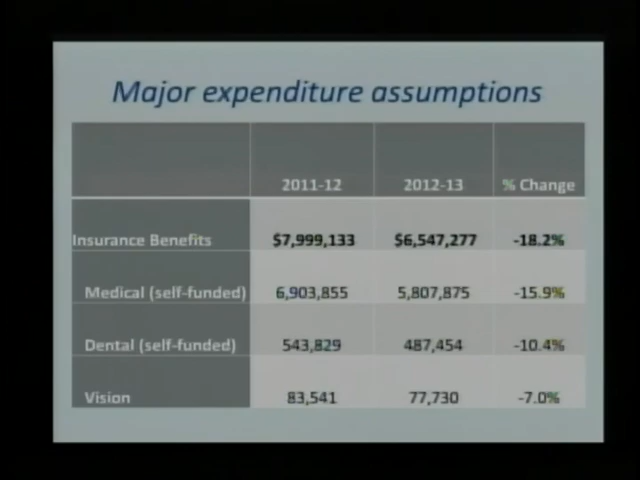 Major expenditure assumptions
2011-12 2012-13 % Change
Insurance Benefits $7,999,133 $6,547,277 -18.2%
Medical (self-funded) 6,903,855 5,807,875 -15.9%
Dental (self-funded) 543,829 487,454 -10.4%
Vision 83,541 77,730 -7.0%